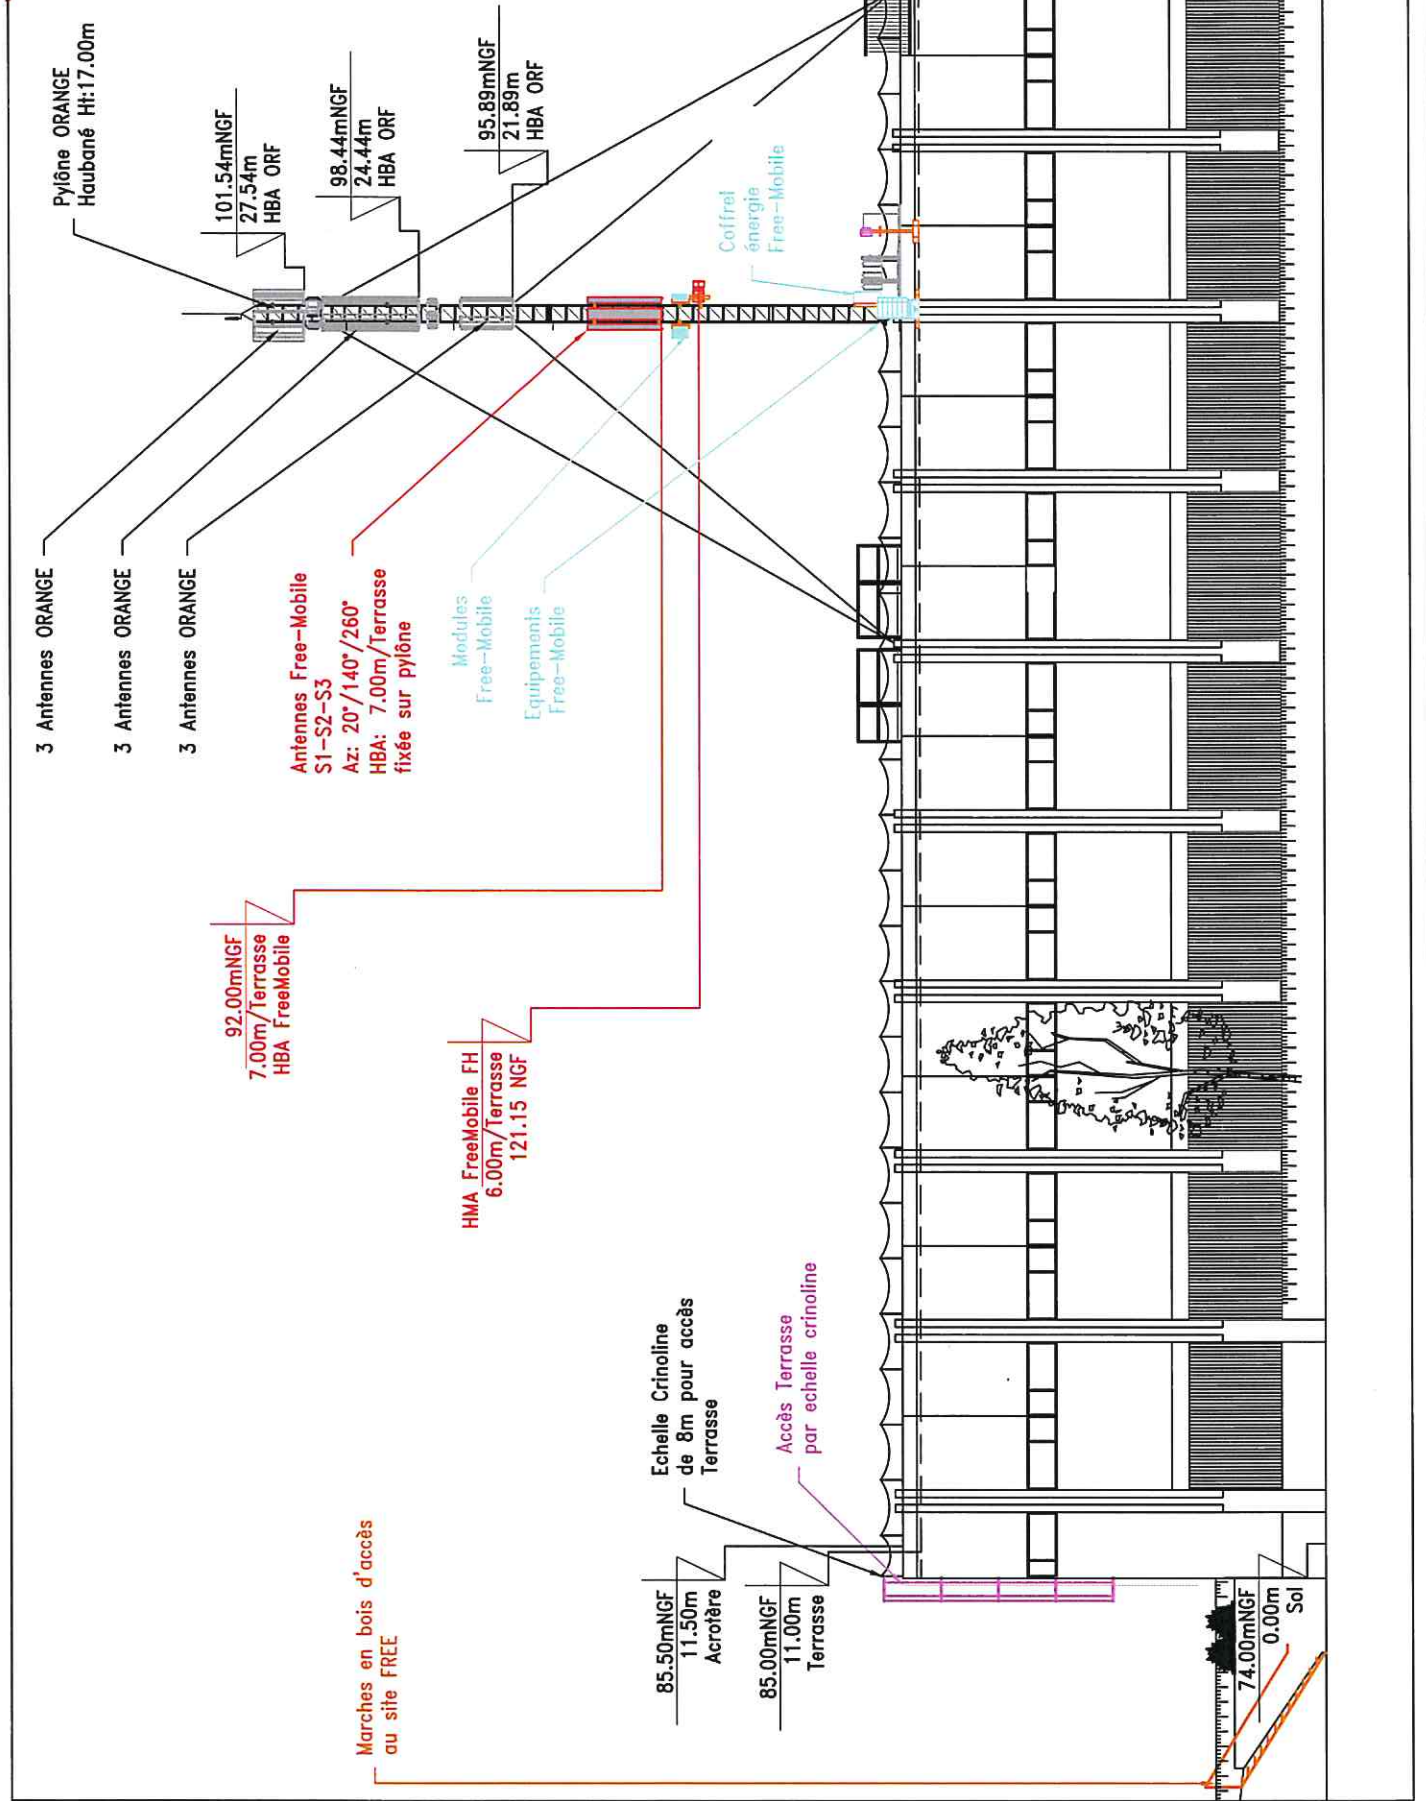 Pylône ORANGE
Haubané Ht:17.00m
101.54mNGF
27.54m
HBA ORF
98.44mNGF
24.44m
HBA ORF
95.89mNGF
21.89m
HBA ORF
3 Antennes ORANGE
3 Antennes ORANGE
3 Antennes ORANGE
Antennes Free-Mobile
S1-S2-S3
Az: 20°/140°/260°
HBA: 7.00m/Terrasse
fixée sur pylône
Modules
Free-Mobile
Equipements
Free-Mobile
Coffret
énergie
Free-Mobile
92.00mNGF
7.00m/Terrasse
HBA FreeMobile
HMA FreeMobile FH
6.00m/Terrasse
121.15 NGF
Echelle Crinoline
de 8m pour accès
Terrasse
Accès Terrasse
par echelle crinoline
Marches en bois d'accès
au site FREE
85.50mNGF
11.50m
Acrotère
85.00mNGF
11.00m
Terrasse
74.00mNGF
0.00m
Sol